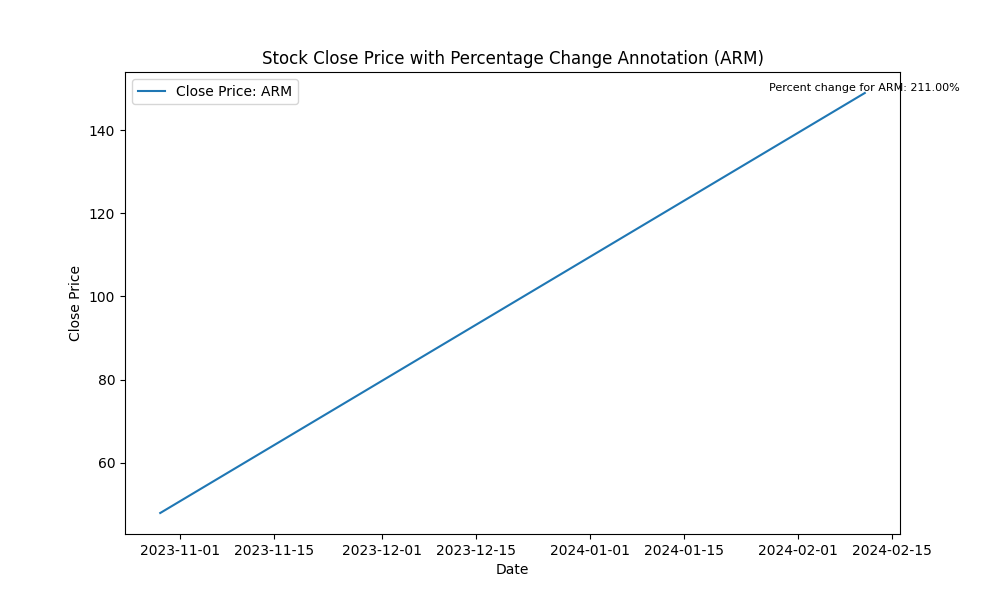 Stock Close Price with Percentage Change Annotation (ARM)
Close Price: ARM
Percent change for ARM: 211.00%
Close Price
140
120
100
80
60
2023-11-01 2023-11-15 2023-12-01 2023-12-15 2024-01-01 2024-01-15 2024-02-01 2024-02-15
Date